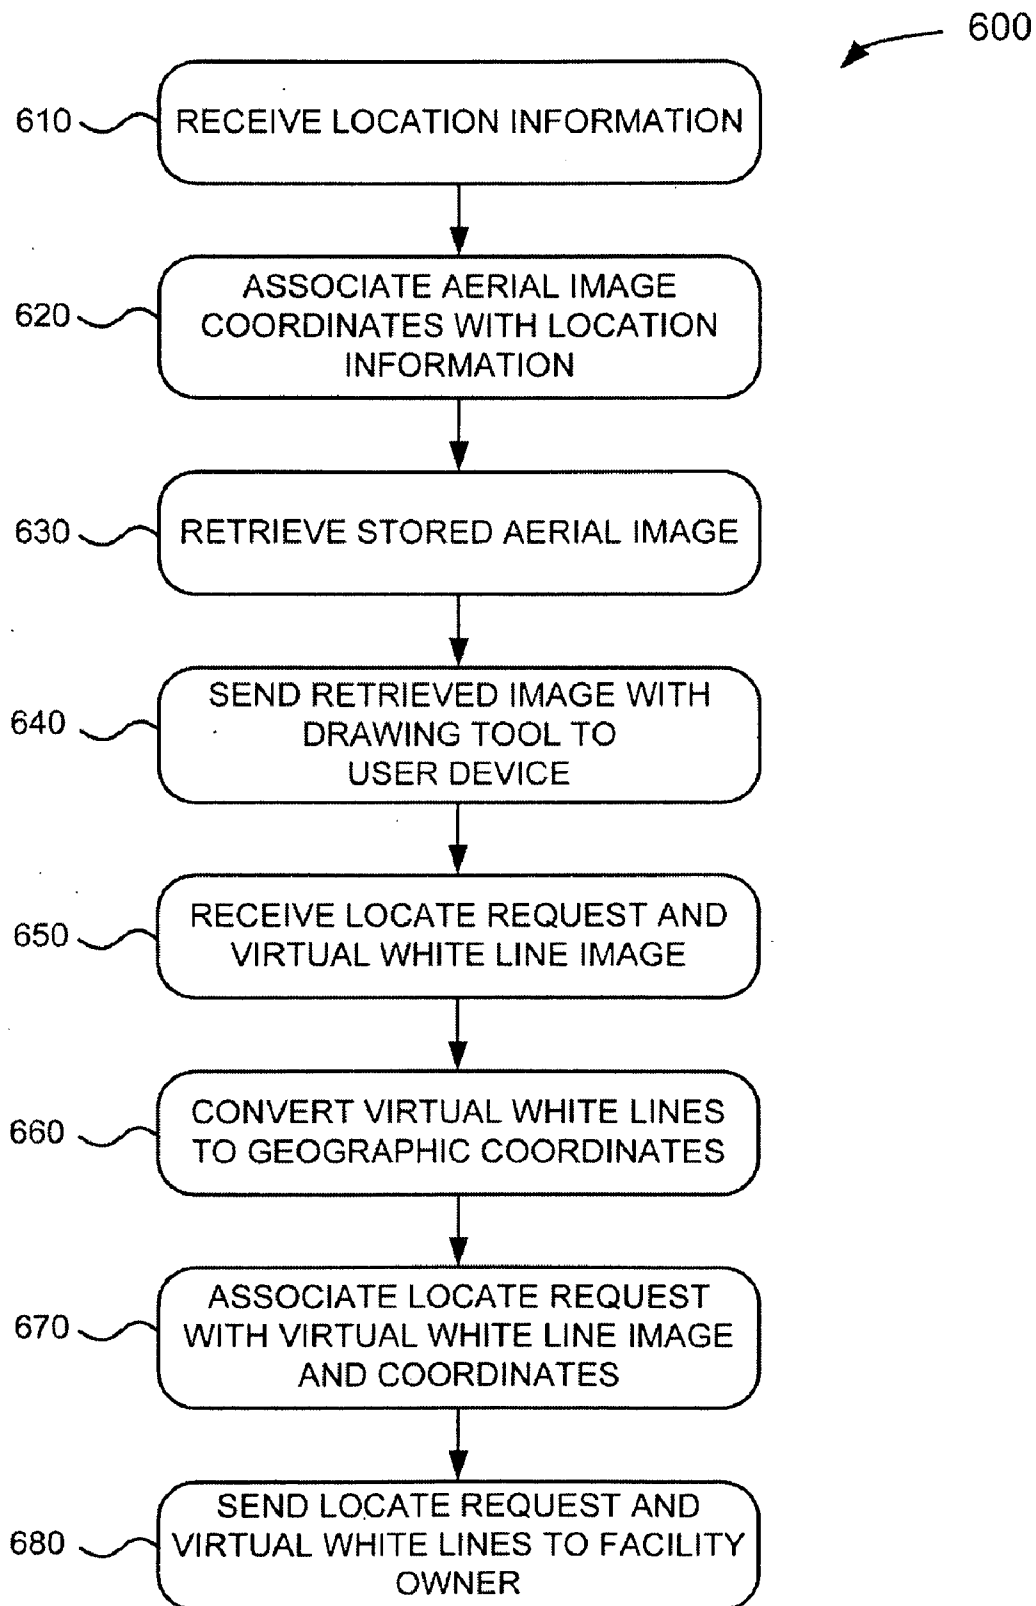 600
610
RECEIVE LOCATION INFORMATION
620
ASSOCIATE AERIAL IMAGE
COORDINATES WITH LOCATION
INFORMATION
630
RETRIEVE STORED AERIAL IMAGE
640
SEND RETRIEVED IMAGE WITH
DRAWING TOOL TO
USER DEVICE
650
RECEIVE LOCATE REQUEST AND
VIRTUAL WHITE LINE IMAGE
660
CONVERT VIRTUAL WHITE LINES
TO GEOGRAPHIC COORDINATES
670
ASSOCIATE LOCATE REQUEST
WITH VIRTUAL WHITE LINE IMAGE
AND COORDINATES
680
SEND LOCATE REQUEST AND
VIRTUAL WHITE LINES TO FACILITY
OWNER